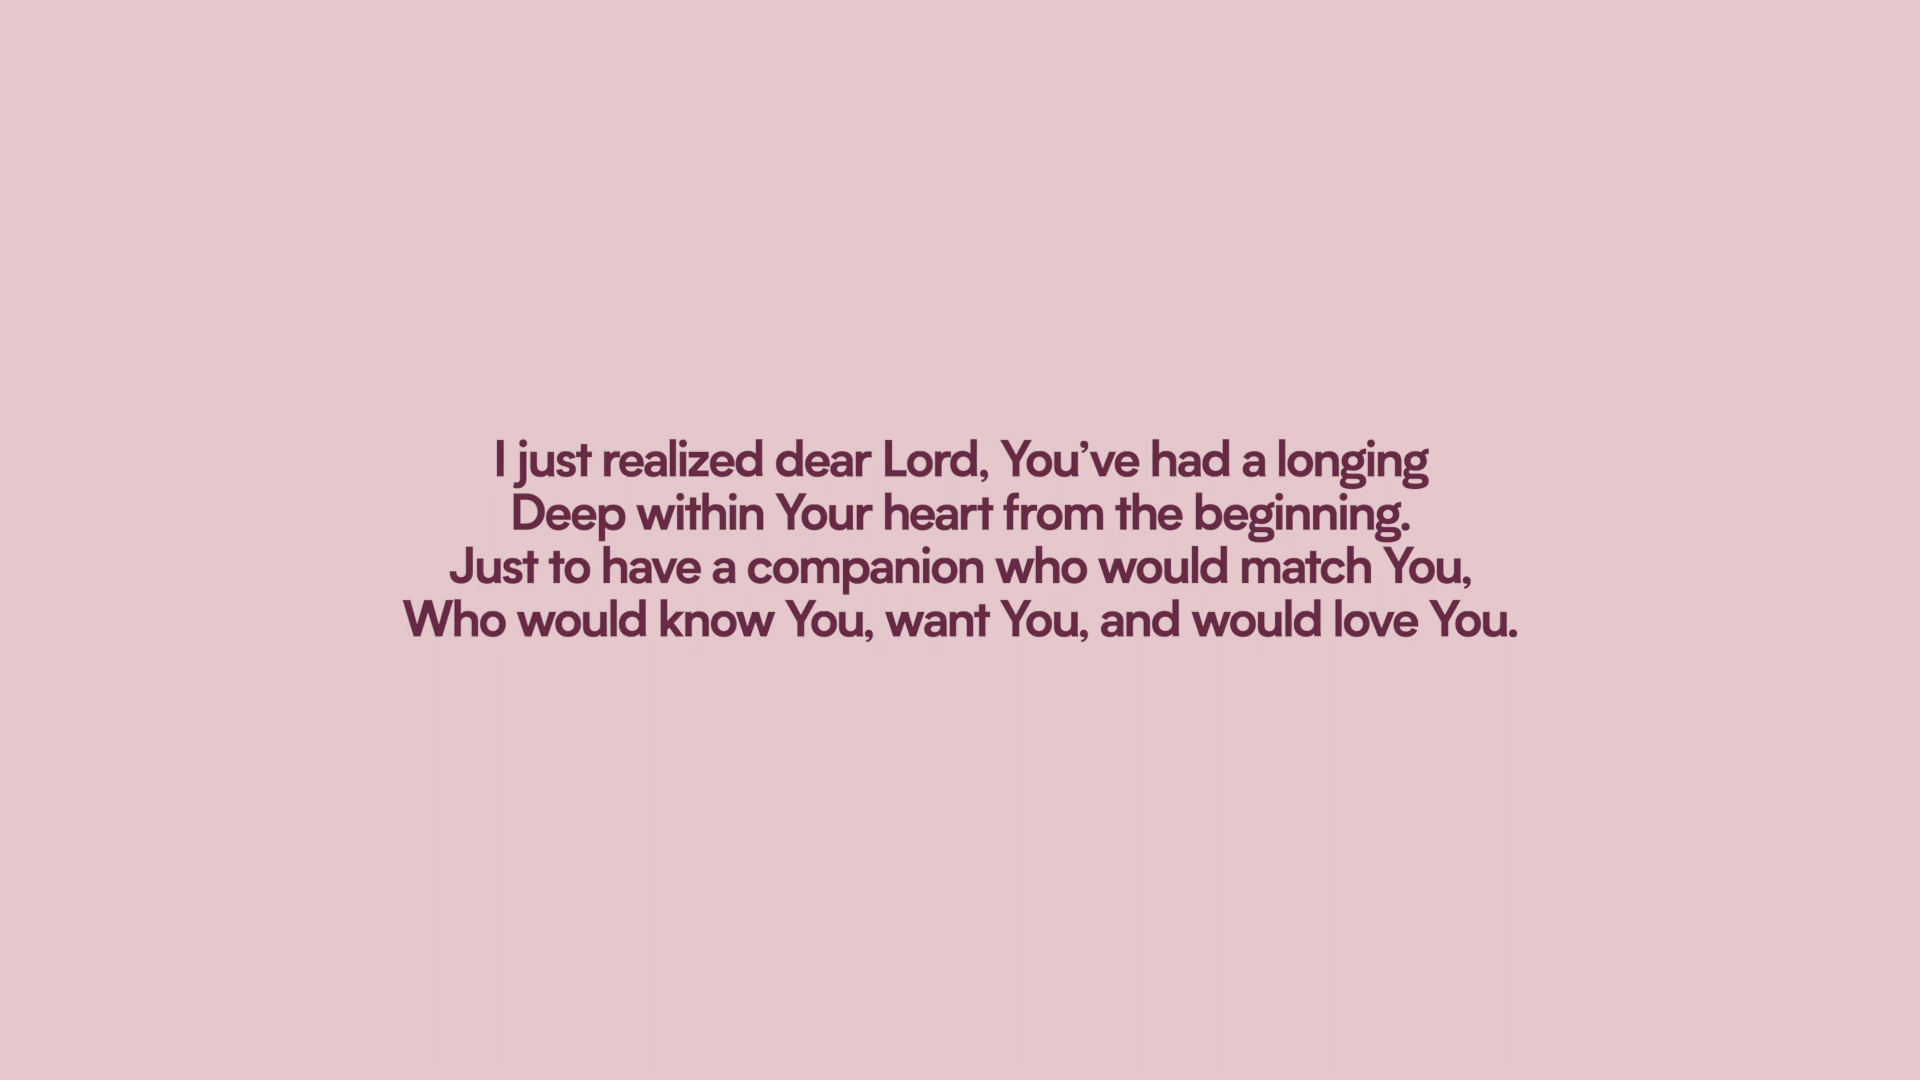 I just realized dear Lord, You’ve had a longing
Deep within Your heart from the beginning.
Just to have a companion who would match You,
Who would know You, want You, and would love You.